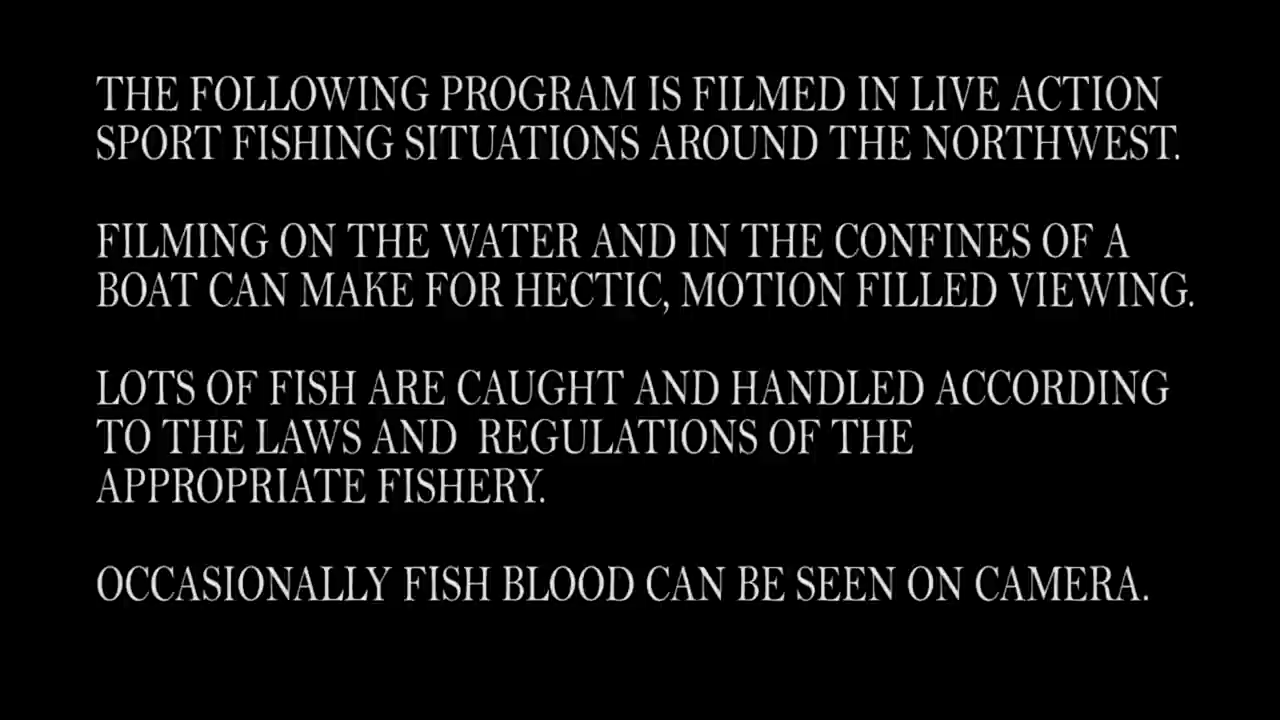 THE FOLLOWING PROGRAM IS FILMED IN LIVE ACTION
SPORT FISHING SITUATIONS AROUND THE NORTHWEST.
FILMING ON THE WATER AND IN THE CONFINES OF A
BOAT CAN MAKE FOR HECTIC, MOTION FILLED VIEWING.
LOTS OF FISH ARE CAUGHT AND HANDLED ACCORDING
TO THE LAWS AND  REGULATIONS OF THE
APPROPRIATE FISHERY.
OCCASIONALLY FISH BLOOD CAN BE SEEN ON CAMERA.